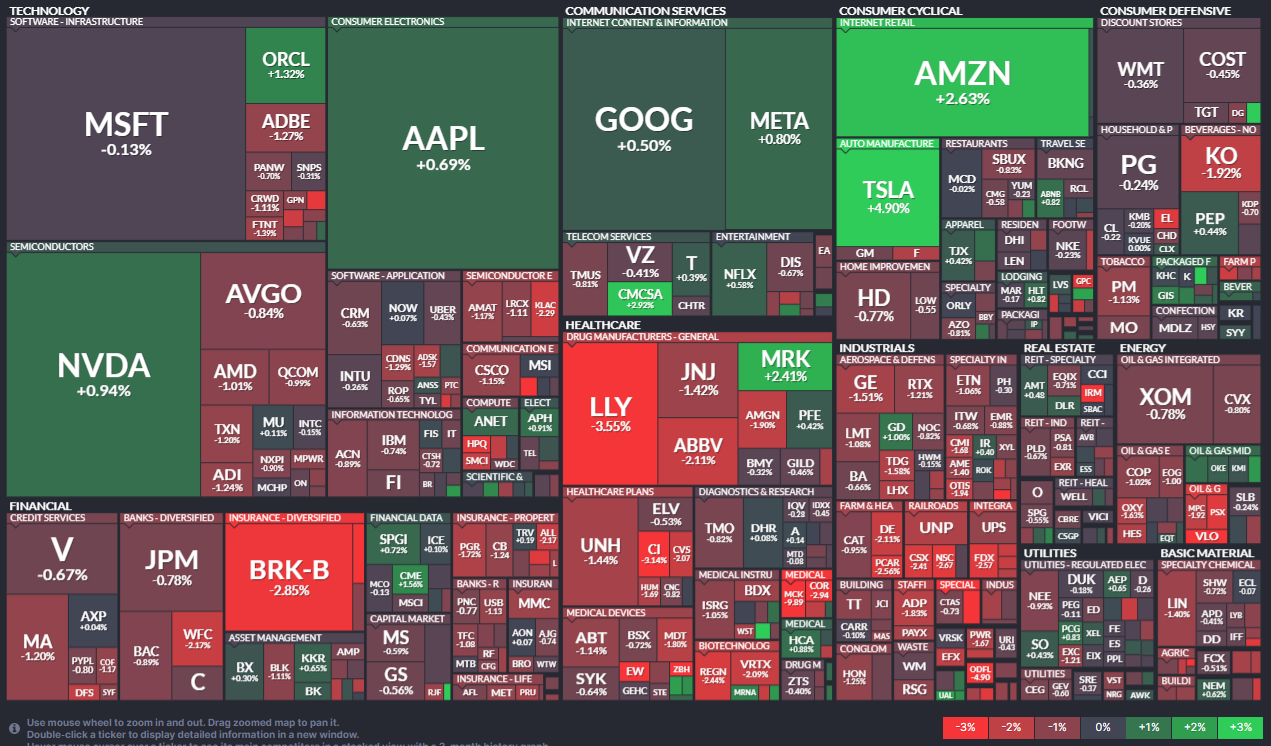 TECHNOLOGY
SOFTWARE - INFRASTRUCTURE
MSFT
-0.13%
ORCL
+1.32%
ADBE
-1.27%
PANW
-0.70%
SNPS
-0.31%
CRWD
-1.11%
GPN
FTNT
-1.39%
CONSUMER ELECTRONICS
AAPL
+0.69%
SEMICONDUCTORS
NVDA
+0.94%
AVGO
-0.84%
AMD
-1.01%
QCOM
-0.99%
TXN
-1.20%
MU
+0.11%
INTC
-0.15%
ADI
-1.24%
NXPI
-0.90%
MPWR
MCHP
ON
SOFTWARE - APPLICATION
CRM
-0.63%
NOW
+0.07%
UBER
-0.43%
INTU
-0.26%
CDNS
-1.29%
ADSK
-1.57
ROP
-0.65%
ANSS
PTC
TYL
SEMICONDUCTOR E
AMAT
-1.17%
LRCX
-1.11
KLAC
-2.29
COMMUNICATION E
CSCO
-1.15%
MSI
INFORMATION TECHNOLOG
ACN
-0.89%
IBM
-0.74%
FIS
IT
FI
CTSH
-0.72
BR
COMPUTE
ANET
ELECT
APH
+0.91%
HPQ
SMCI
WDC
TEL
SCIENTIFIC &
COMMUNICATION SERVICES
INTERNET CONTENT & INFORMATION
GOOG
+0.50%
META
+0.80%
TELECOM SERVICES
TMUS
-0.81%
VZ
-0.41%
T
+0.39%
CMCSA
+2.92%
CHTR
ENTERTAINMENT
NFLX
+0.58%
DIS
-0.67%
EA
CONSUMER CYCLICAL
INTERNET RETAIL
AMZN
+2.63%
AUTO MANUFACTURE
TSLA
+4.90%
GM
F
RESTAURANTS
MCD
-0.02%
SBUX
-0.83%
CMG
-0.58
YUM
-0.23
TRAVEL SE
BKNG
ABNB
+0.82
RCL
APPAREL
TJX
+0.42%
RESIDEN
DHI
LEN
FOOTW
NKE
-0.23%
HOME IMPROVEMEN
HD
-0.77%
LOW
-0.55
SPECIALTY
ORLY
AZO
-0.81%
BBY
LODGING
MAR
-0.17
HLT
+0.82
LVS
GPC
PACKAGI
IP
CONSUMER DEFENSIVE
DISCOUNT STORES
WMT
-0.36%
COST
-0.45%
TGT
DG
HOUSEHOLD & P
PG
-0.24%
CL
-0.22
KMB
-0.20%
EL
KVUE
0.00%
CHD
CLX
BEVERAGES - NO
KO
-1.92%
PEP
+0.44%
KDP
-0.70
TOBACCO
PM
-1.13%
MO
PACKAGED F
KHC
K
GIS
FARM P
BEVER
CONFECTION
MDLZ
HSY
KR
SYY
HEALTHCARE
DRUG MANUFACTURERS - GENERAL
LLY
-3.55%
JNJ
-1.42%
MRK
+2.41%
ABBV
-2.11%
AMGN
-1.90%
PFE
+0.42%
BMY
-0.32%
GILD
-0.46%
HEALTHCARE PLANS
UNH
-1.44%
ELV
-0.53%
CI
-3.14%
CVS
-2.07
HUM
-1.69
CNC
-0.82
DIAGNOSTICS & RESEARCH
TMO
-0.82%
DHR
-0.08%
IQV
-0.28
IDXX
-0.45
A
+0.14
MTD
-0.08
MEDICAL INSTRU
ISRG
-1.05%
BDX
WST
MEDICAL
MCK
-9.89
COR
-2.94
MEDICAL
HCA
+0.88%
MEDICAL DEVICES
ABT
-1.14%
BSX
-0.72%
MDT
-1.80%
SYK
-0.64%
EW
ZBH
GEHC
STE
BIOTECHNOLOG
REGN
-2.44%
VRTX
-2.09%
MRNA
DRUG M
ZTS
-0.40%
INDUSTRIALS
AEROSPACE & DEFENS
GE
-1.51%
RTX
-1.21%
LMT
-1.08%
GD
+1.00%
NOC
-0.82%
BA
-0.66%
TDG
-1.58%
HWM
-0.15%
LHX
SPECIALTY IN
ETN
-1.06%
PH
-0.30
ITW
-0.68%
EMR
-0.88%
CMI
-1.68
IR
+0.40
XYL
AME
-1.40
ROK
OTIS
-1.94
FARM & HEA
CAT
-0.95%
DE
-2.11%
PCAR
-2.56%
RAILROADS
UNP
CSX
-2.41
NSC
-2.67
INTEGRA
UPS
FDX
-2.57
BUILDING
TT
JCI
CARR
-0.10%
MAS
STAFFI
ADP
-1.83%
PAYX
SPECIAL
CTAS
-0.73
INDUS
VRSK
PWR
-1.67
URI
-0.43
EFX
CONGLOM
HON
-1.25%
WASTE
WM
RSG
ODFL
-4.90
UAL
REAL ESTATE
REIT - SPECIALTY
AMT
+0.48
EQIX
-0.71%
CCI
IRM
DLR
SBAC
REIT - IND
PLD
-0.67%
PSA
-0.81
EXR
REIT -
AVB
ESS
O
REIT - HEAL
WELL
SPG
-0.55%
CBRE
VICI
CSGP
ENERGY
OIL & GAS INTEGRATED
XOM
-0.78%
CVX
-0.80%
OIL & GAS E
COP
-1.02%
EOG
-1.00
OXY
-1.63%
HES
EQT
OIL & GAS MID
OKE
KMI
OIL & G
MPC
-1.92
PSX
VLO
SLB
-0.24%
UTILITIES
UTILITIES - REGULATED ELEC
NEE
-0.93%
DUK
-0.18%
AEP
+0.65
D
-0.26
PEG
-0.11
ED
SO
+0.43%
PCG
+0.83
XEL
FE
ES
EXC
-1.21
EIX
PPL
UTILITIES
CEG
GEV
-0.60
SRE
-0.37
VST
NRG
AWK
BASIC MATERIAL
SPECIALTY CHEMICAL
LIN
-1.40%
SHW
-0.72%
ECL
-0.07
APD
-0.41
LYB
DD
IFF
AGRIC
FCX
-0.51%
BUILDI
NEM
+0.62%
FINANCIAL
CREDIT SERVICES
V
-0.67%
MA
-1.20%
AXP
+0.04%
PYPL
-0.80
COF
-1.17
DFS
SYF
BANKS - DIVERSIFIED
JPM
-0.78%
BAC
-0.89%
WFC
-2.17%
C
INSURANCE - DIVERSIFIED
BRK-B
-2.85%
ASSET MANAGEMENT
BX
+0.30%
BLK
-1.11%
KKR
+0.65%
AMP
BK
FINANCIAL DATA
SPGI
+0.72%
ICE
+0.10%
MCO
-0.13
CME
+1.56%
MSCI
CAPITAL MARKET
MS
-0.59%
GS
-0.56%
RJF
INSURANCE - PROPERT
PGR
-1.72%
CB
-1.24
TRV
+0.19
ALL
-2.17
L
BANKS - R
PNC
-0.77
USB
-1.13
TFC
-1.08
RF
MTB
CFG
INSURAN
MMC
AON
+0.07
AJG
-0.74
BRO
WTW
INSURANCE - LIFE
AFL
MET
PRU
Use mouse wheel to zoom in and out. Drag zoomed map to pan it.
Double-click a ticker to display detailed information in a new window.
-3%
-2%
-1%
0%
+1%
+2%
+3%